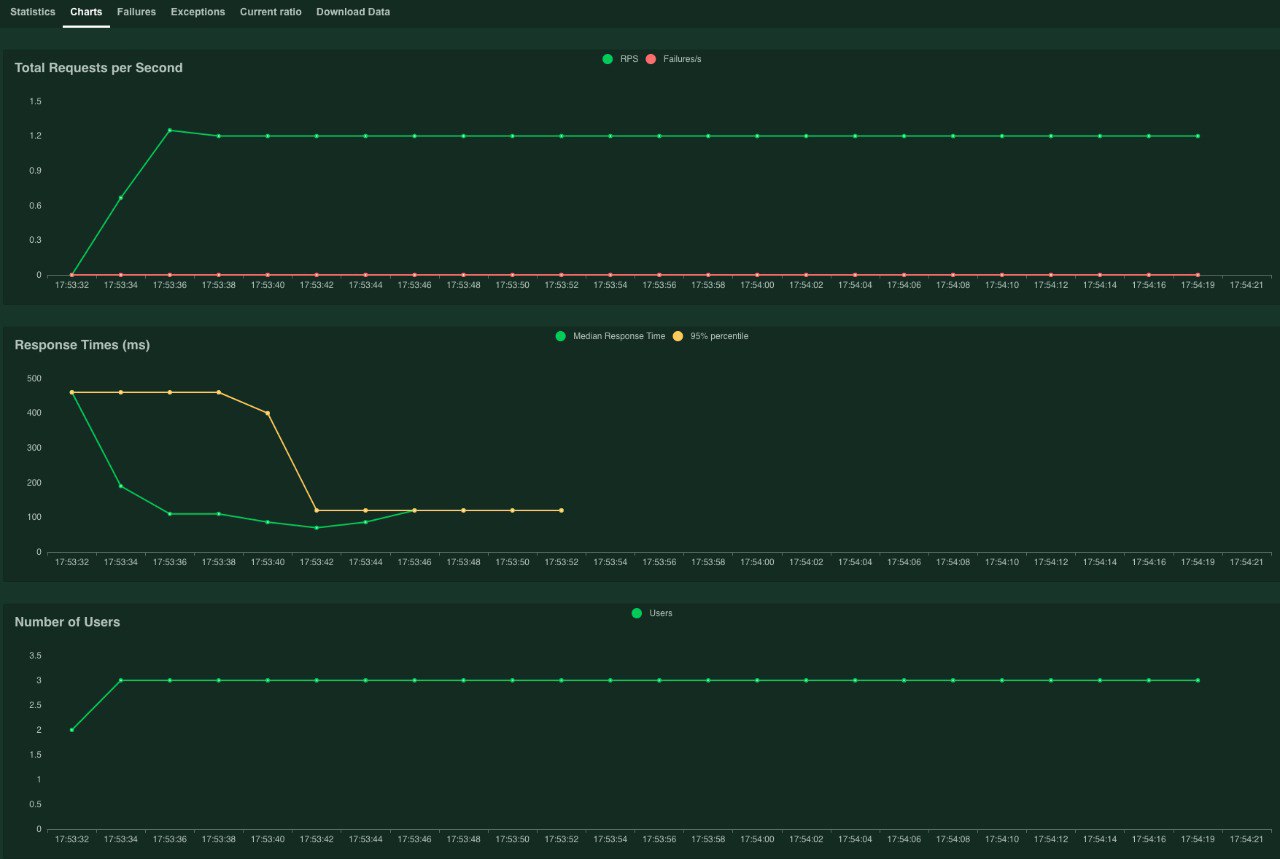 Statistics Charts Failures Exceptions Current ratio Download Data
RPS Failures/s
Total Requests per Second
1.5
1.2
0.9
0.6
0.3
0
17:53:32 17:53:34 17:53:36 17:53:38 17:53:40 17:53:42 17:53:44 17:53:46 17:53:48 17:53:50 17:53:52 17:53:54 17:53:56 17:53:58 17:54:00 17:54:02 17:54:04 17:54:06 17:54:08 17:54:10 17:54:12 17:54:14 17:54:16 17:54:19 17:54:21
Median Response Time 95% percentile
Response Times (ms)
500
400
300
200
100
0
17:53:32 17:53:34 17:53:36 17:53:38 17:53:40 17:53:42 17:53:44 17:53:46 17:53:48 17:53:50 17:53:52 17:53:54 17:53:56 17:53:58 17:54:00 17:54:02 17:54:04 17:54:06 17:54:08 17:54:10 17:54:12 17:54:14 17:54:16 17:54:19 17:54:21
Users
Number of Users
3.5
3
2.5
2
1.5
1
0.5
0
17:53:32 17:53:34 17:53:36 17:53:38 17:53:40 17:53:42 17:53:44 17:53:46 17:53:48 17:53:50 17:53:52 17:53:54 17:53:56 17:53:58 17:54:00 17:54:02 17:54:04 17:54:06 17:54:08 17:54:10 17:54:12 17:54:14 17:54:16 17:54:19 17:54:21